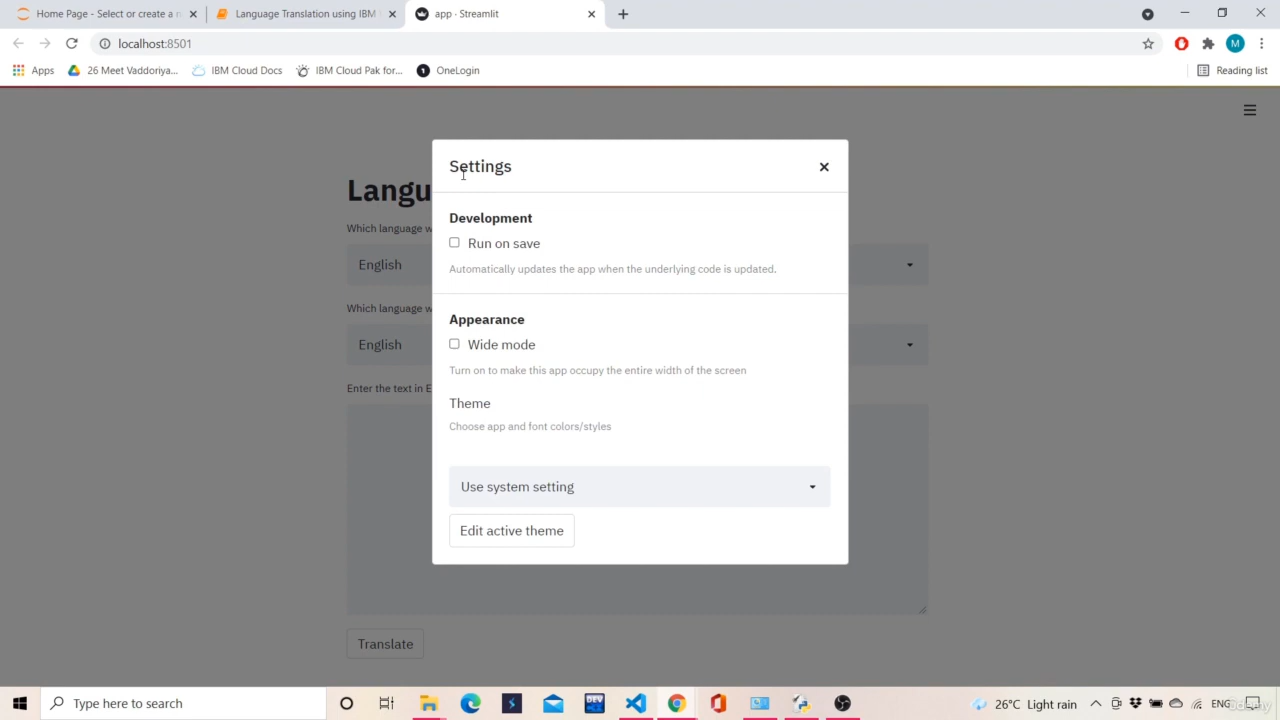 Home Page - Select or create a n
Language Translation using IBM
app · Streamlit
localhost:8501
M
Apps
26 Meet Vaddoriya...
IBM Cloud Docs
IBM Cloud Pak for...
OneLogin
Reading list
Settings
Langu
Development
Which language w
Run on save
English
Automatically updates the app when the underlying code is updated.
Which language w
Appearance
English
Wide mode
Turn on to make this app occupy the entire width of the screen
Enter the text in E
Theme
Choose app and font colors/styles
Use system setting
Edit active theme
Translate
Type here to search
DEV
26°C Light rain
ENG
Udemy